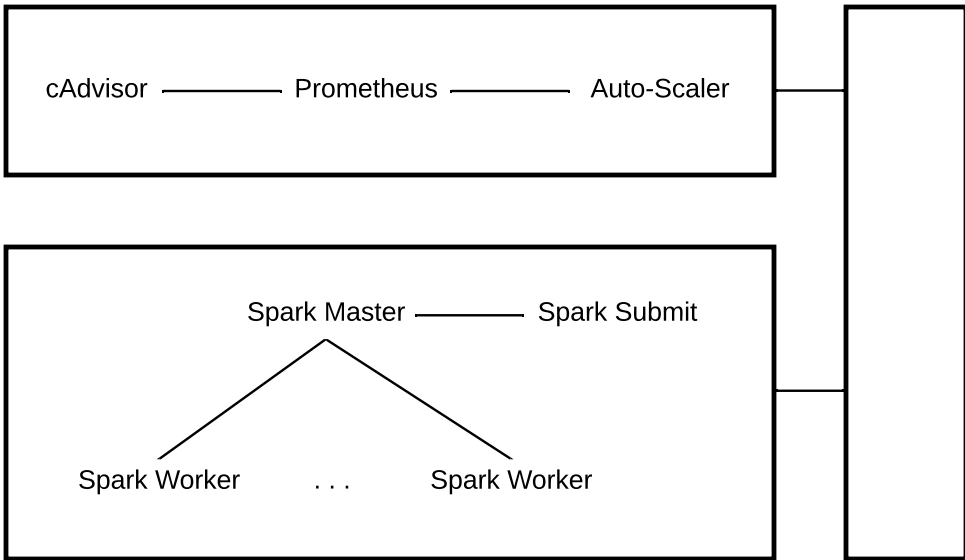 cAdvisor Prometheus Auto-Scaler
Spark Master Spark Submit
Spark Worker . . . Spark Worker